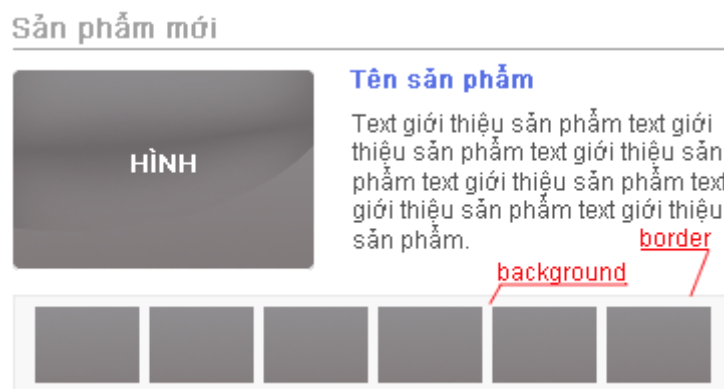 Sản phẩm mới
HÌNH
Tên sản phẩm
Text giới thiệu sản phẩm text giới
thiệu sản phẩm text giới thiệu sản
phẩm text giới thiệu sản phẩm text
giới thiệu sản phẩm text giới thiệu
sản phẩm.
border
background